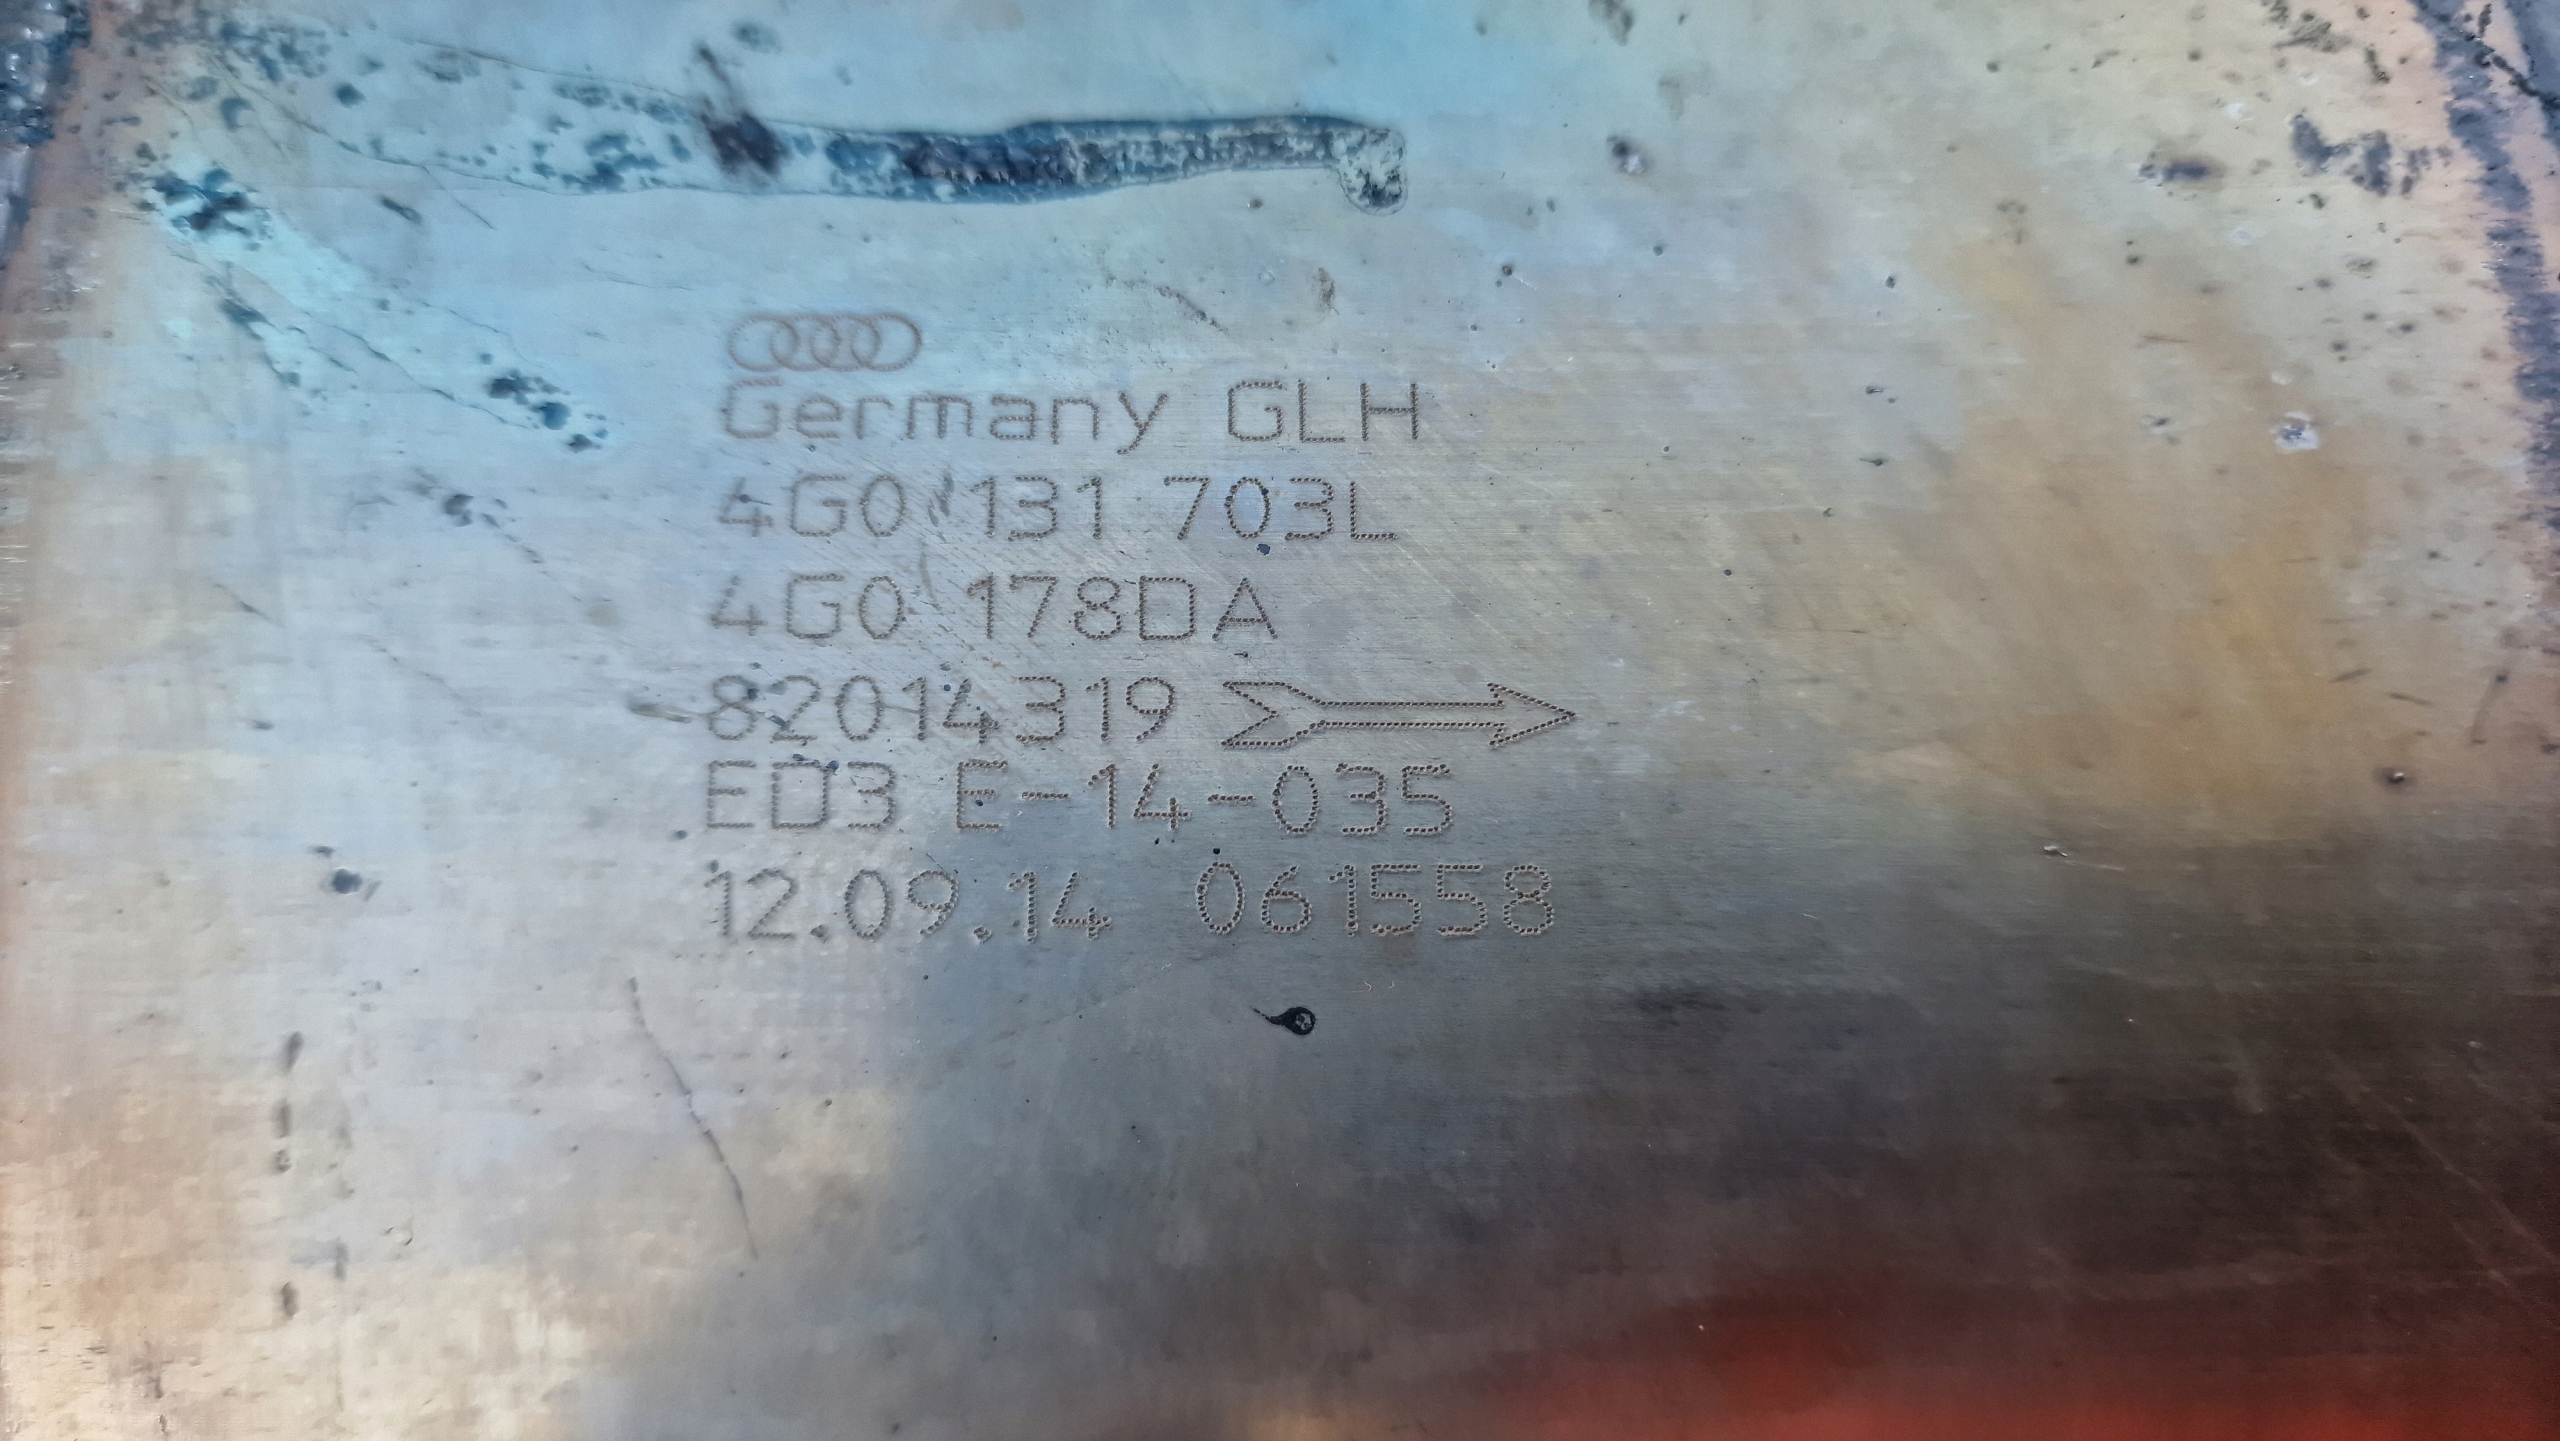 Germany GLH
4G0 131 703L
4G0 178DA
82014319
ED3 E-14-035
12.09.14 061558